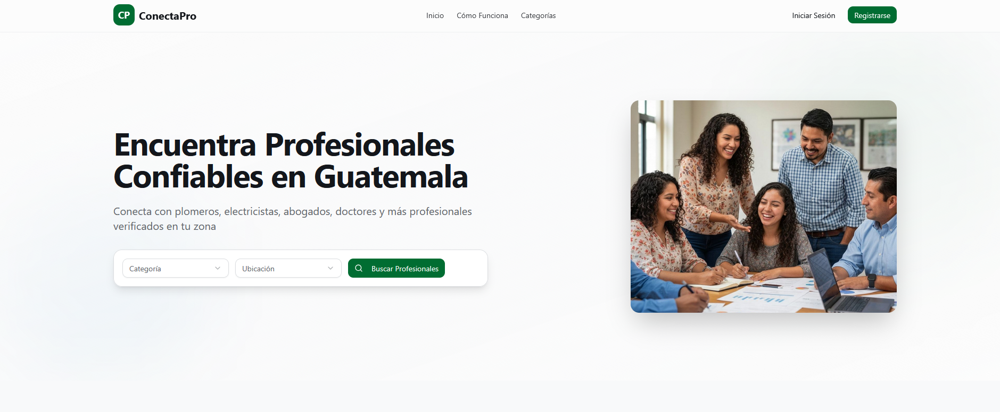 CP ConectaPro
Inicio Cómo Funciona Categorías
Iniciar Sesión Registrarse
Encuentra Profesionales
Confiables en Guatemala
Conecta con plomeros, electricistas, abogados, doctores y más profesionales
verificados en tu zona
Categoría Ubicación Buscar Profesionales